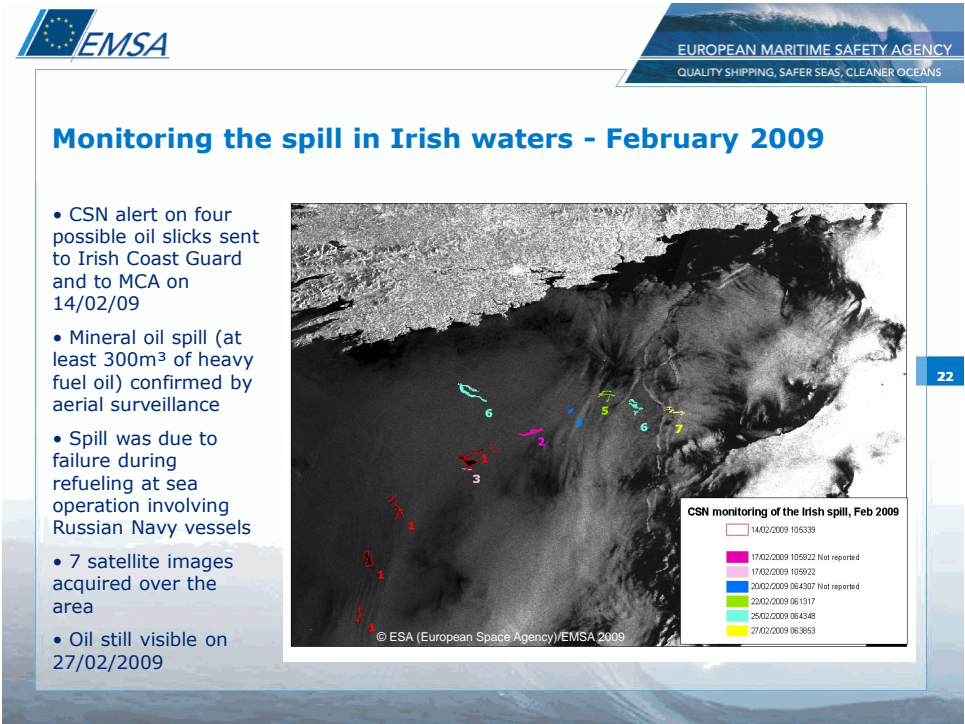 EMSA
EUROPEAN MARITIME SAFETY AGENCY
QUALITY SHIPPING, SAFER SEAS, CLEANER OCEANS
Monitoring the spill in Irish waters - February 2009
• CSN alert on four
possible oil slicks sent
to Irish Coast Guard
and to MCA on
14/02/09
• Mineral oil spill (at
least 300m³ of heavy
fuel oil) confirmed by
aerial surveillance
• Spill was due to
failure during
refueling at sea
operation involving
Russian Navy vessels
• 7 satellite images
acquired over the
area
• Oil still visible on
27/02/2009
22
6
5
6
7
2
1
3
1
1
1
CSN monitoring of the Irish spill, Feb 2009
14/02/2009 105339
17/02/2009 105922 Not reported
17/02/2009 105922
20/02/2009 064307 Not reported
22/02/2009 061317
25/02/2009 064348
27/02/2009 063853
© ESA (European Space Agency)/EMSA 2009